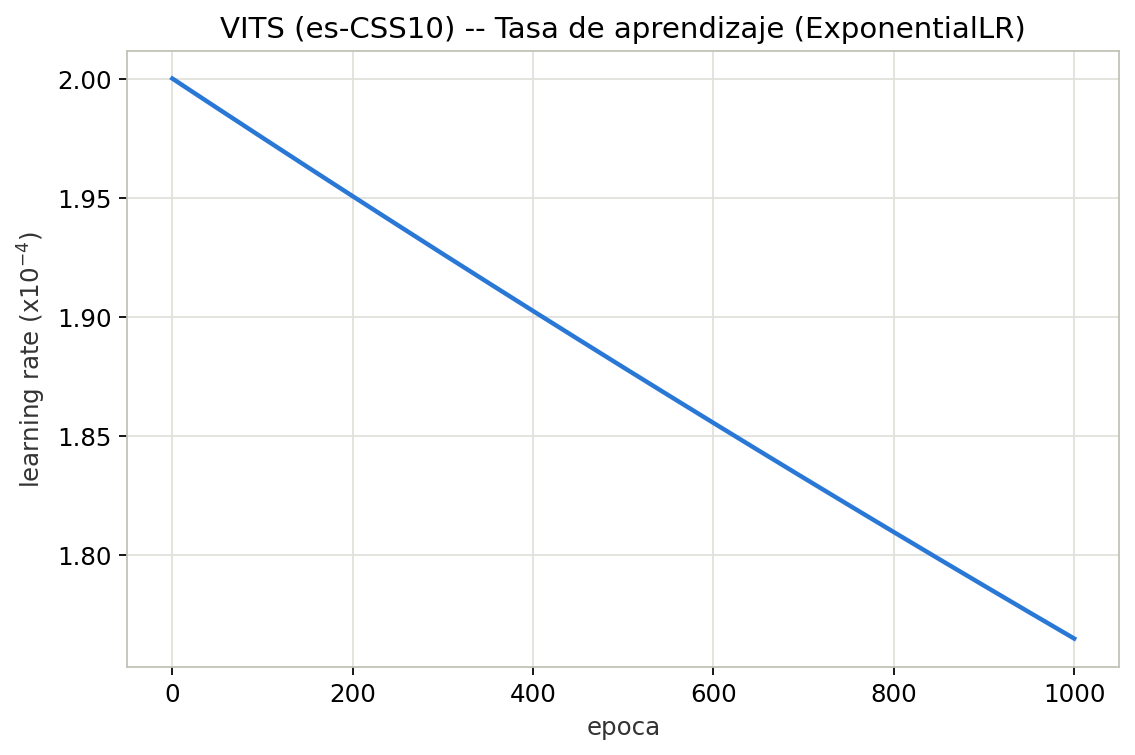 VITS (es-CSS10) -- Tasa de aprendizaje (ExponentialLR)
learning rate (x10⁻⁴)
2.00
1.95
1.90
1.85
1.80
0 200 400 600 800 1000
epoca